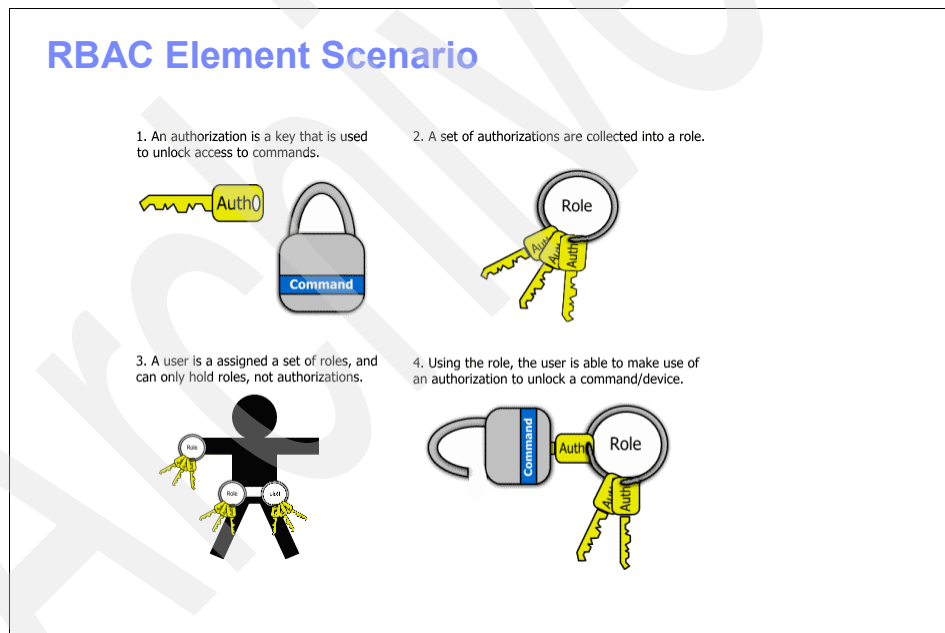 RBAC Element Scenario
1. An authorization is a key that is used
to unlock access to commands.
2. A set of authorizations are collected into a role.
Auth
Command
Role
Auth
3. A user is a assigned a set of roles, and
can only hold roles, not authorizations.
4. Using the role, the user is able to make use of
an authorization to unlock a command/device.
Role
Role
Command
Auth
Role
Auth